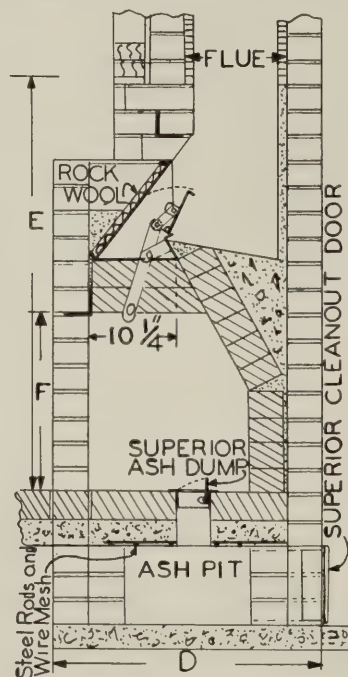 FLUE
E
ROCK
WOOL
10 1/4"
F
SUPERIOR CLEANOUT DOOR
SUPERIOR
ASH DUMP
ASH PIT
Steel Rods and
Wire Mesh
D